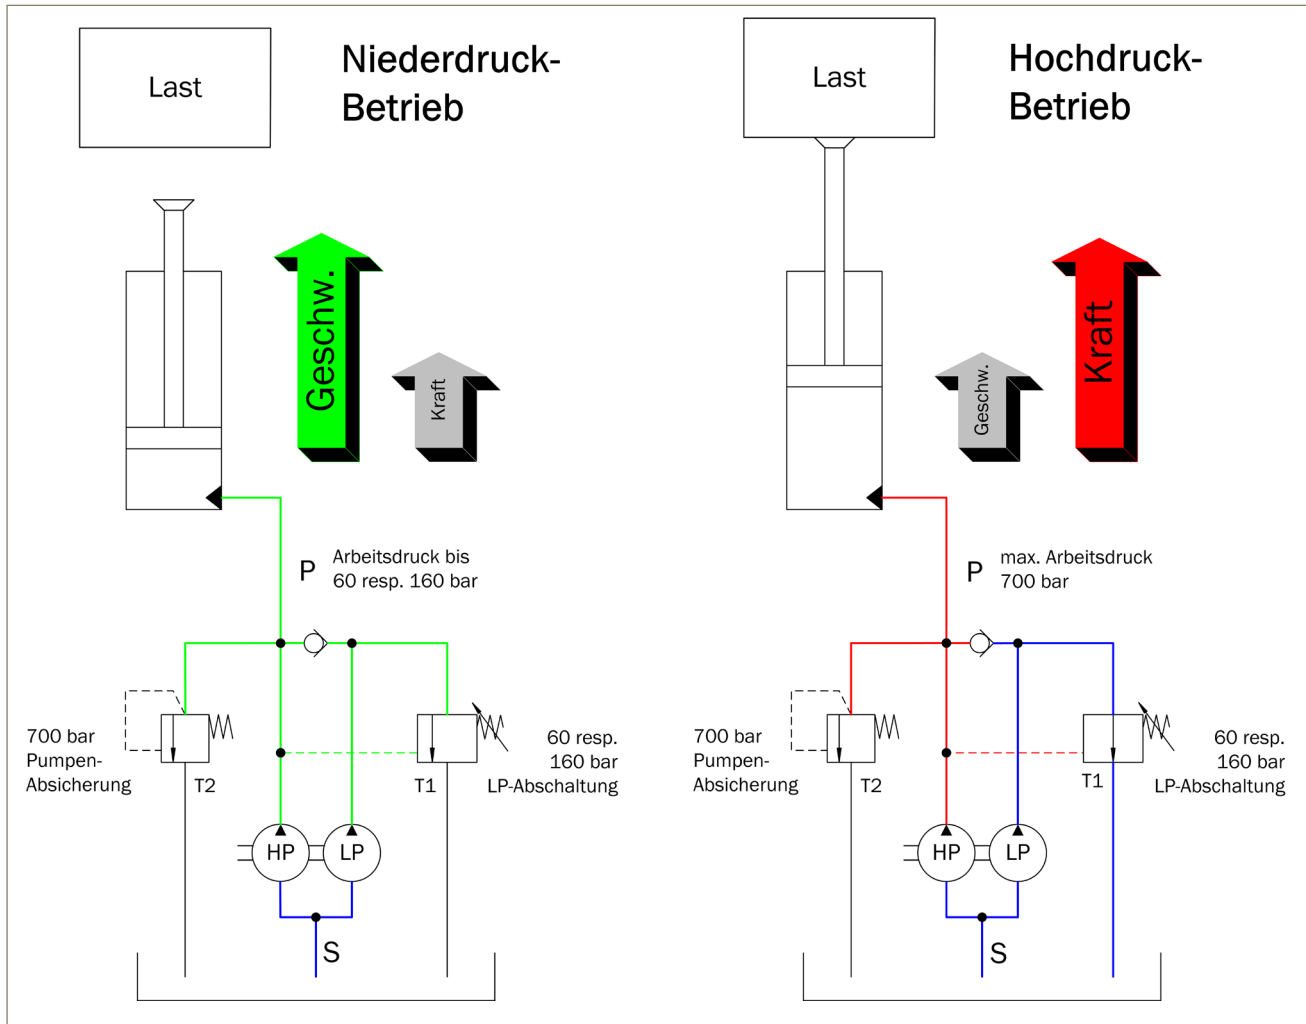 Last
Niederdruck-
Betrieb
Geschw.
Kraft
P
Arbeitsdruck bis
60 resp. 160 bar
700 bar
Pumpen-
Absicherung
T2
T1
60 resp.
160 bar
LP-Abschaltung
HP
LP
S
Last
Hochdruck-
Betrieb
Geschw.
Kraft
P
max. Arbeitsdruck
700 bar
700 bar
Pumpen-
Absicherung
T2
T1
60 resp.
160 bar
LP-Abschaltung
HP
LP
S